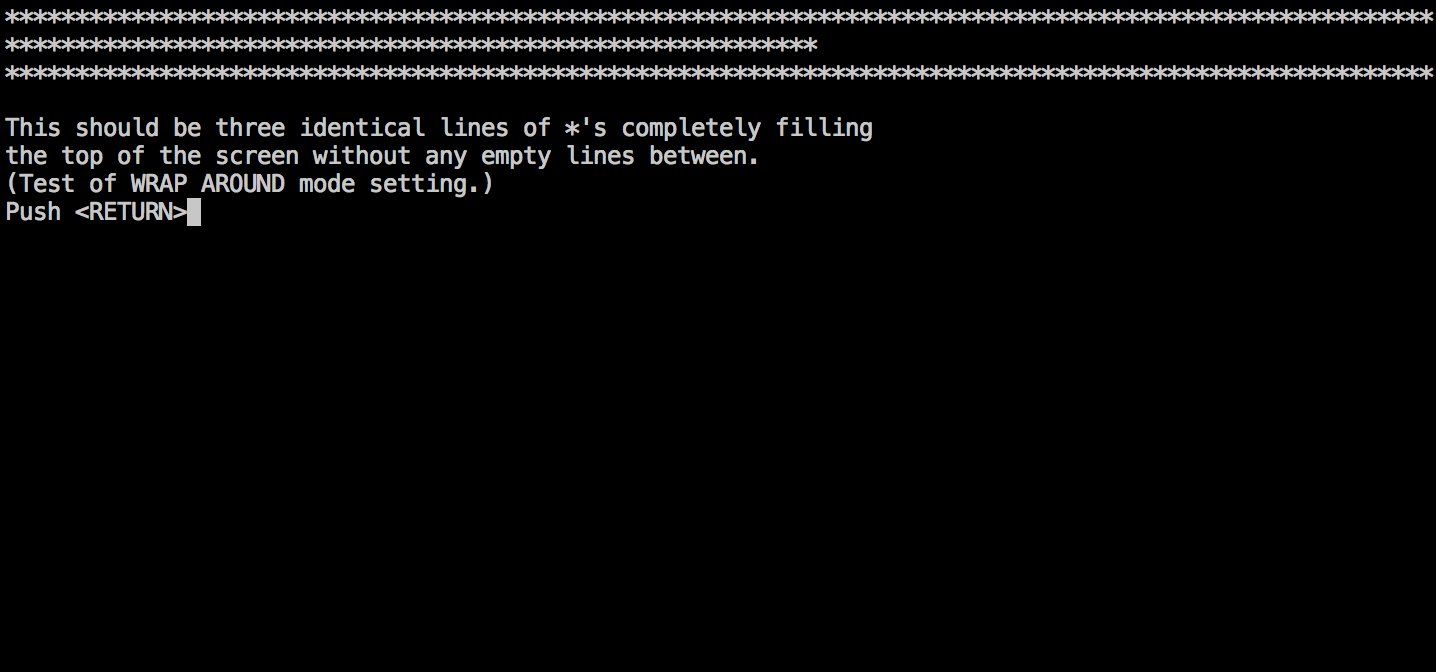 ******************************************************************************************************
**********************************************************
******************************************************************************************************
This should be three identical lines of *'s completely filling
the top of the screen without any empty lines between.
(Test of WRAP AROUND mode setting.)
Push <RETURN>